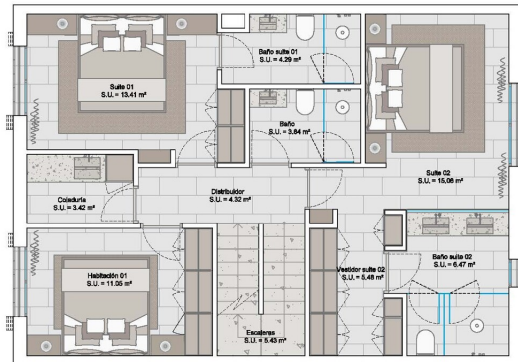 Suite 01
S.U. = 13.41 m²
Baño suite 01
S.U. = 4.29 m²
Baño
S.U. = 3.84 m²
Suite 02
S.U. = 15.08 m²
Coladuría
S.U. = 3.42 m²
Distribuidor
S.U. = 4.32 m²
Habitación 01
S.U. = 11.05 m²
Vestidor suite 02
S.U. = 5.48 m²
Baño suite 02
S.U. = 6.47 m²
Escaleras
S.U. = 5.43 m²